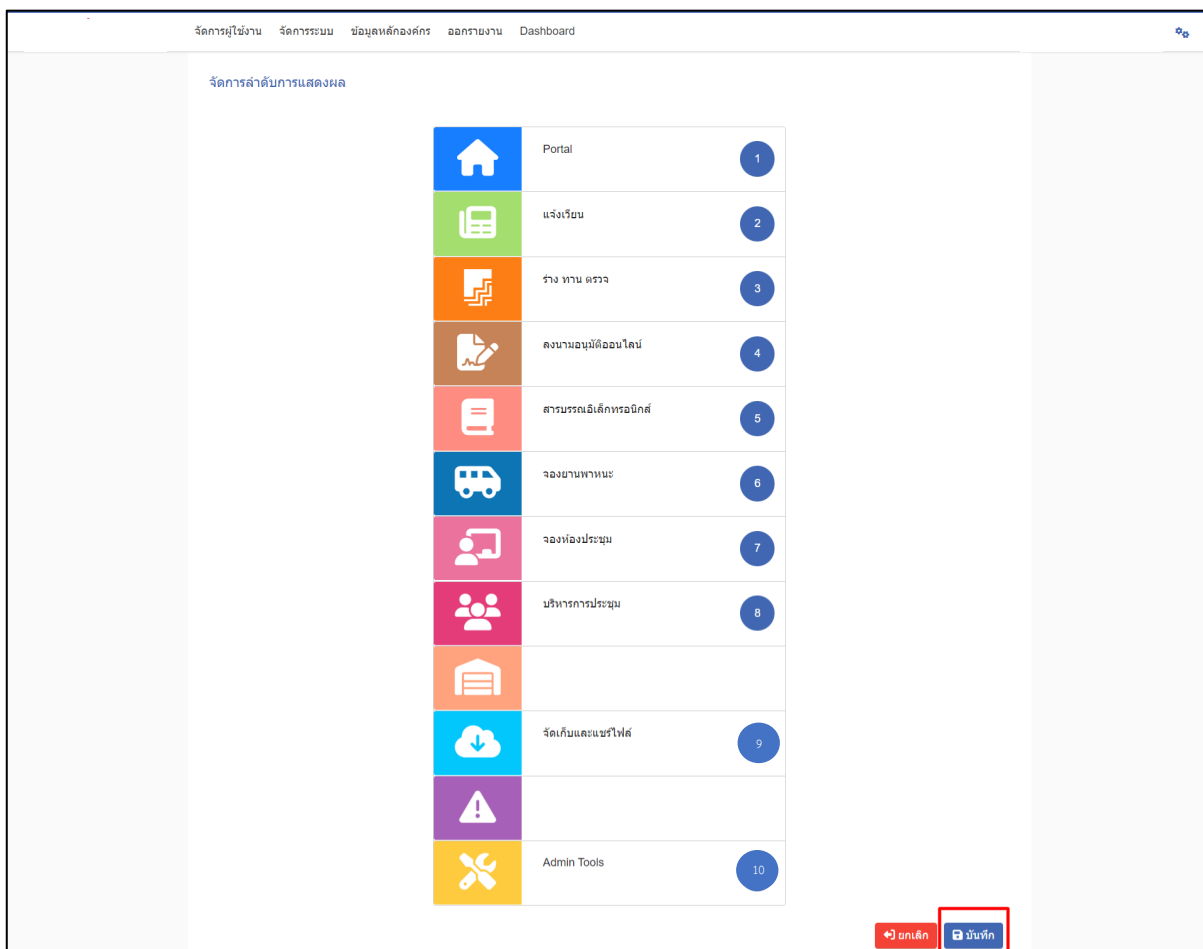 จัดการผู้ใช้งาน จัดการระบบ ข้อมูลหลักองค์กร ออกรายงาน Dashboard
จัดการลำดับการแสดงผล
Portal 1
แจ้งเวียน 2
ร่าง ทาน ตรวจ 3
ลงนามอนุมัติออนไลน์ 4
สารบรรณอิเล็กทรอนิกส์ 5
จองยานพาหนะ 6
จองห้องประชุม 7
บริหารการประชุม 8
จัดเก็บและแชร์ไฟล์ 9
Admin Tools 10
ยกเลิก บันทึก